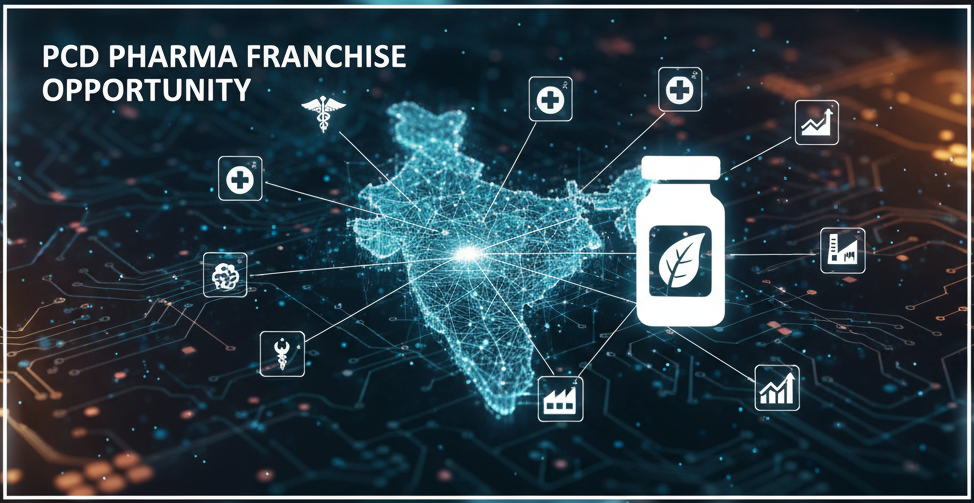 PCD PHARMA FRANCHISE
OPPORTUNITY